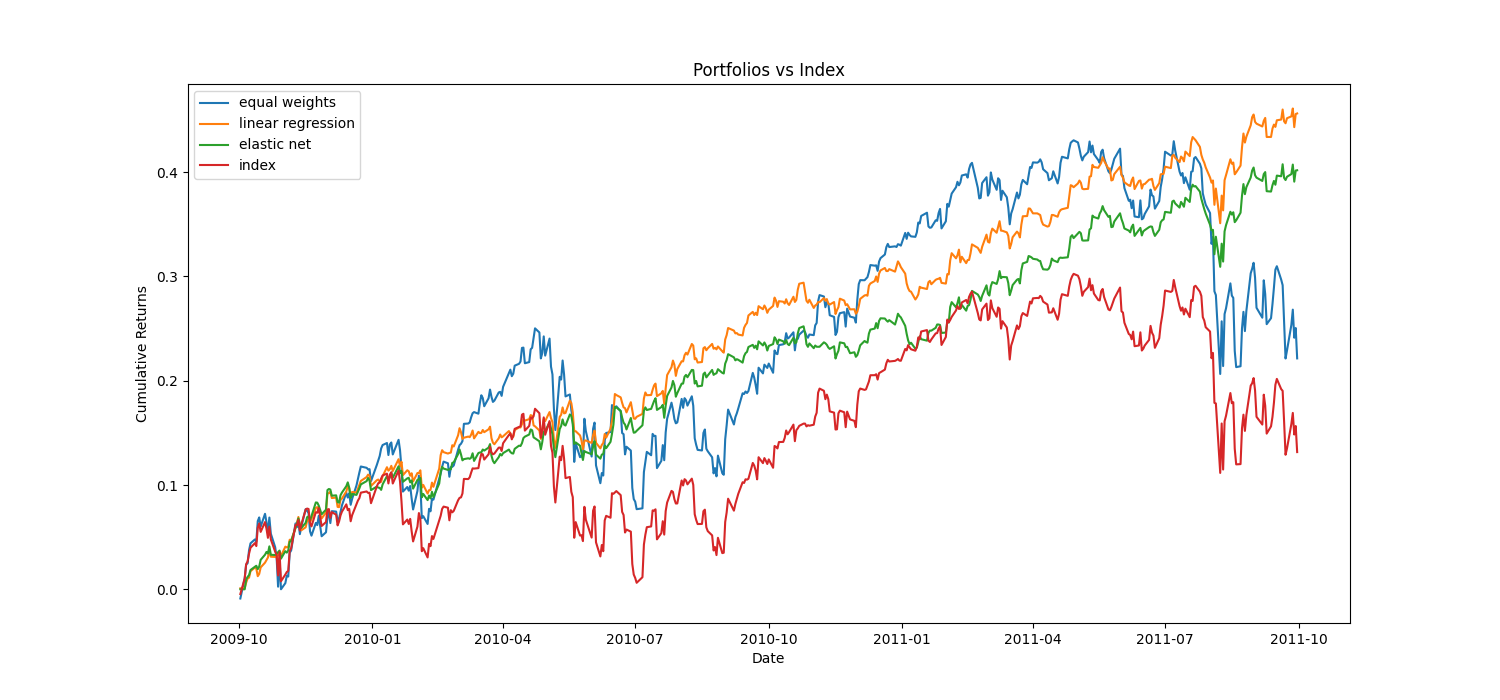 Portfolios vs Index
equal weights
linear regression
elastic net
index
Cumulative Returns
0.4
0.3
0.2
0.1
0.0
2009-10 2010-01 2010-04 2010-07 2010-10 2011-01 2011-04 2011-07 2011-10
Date